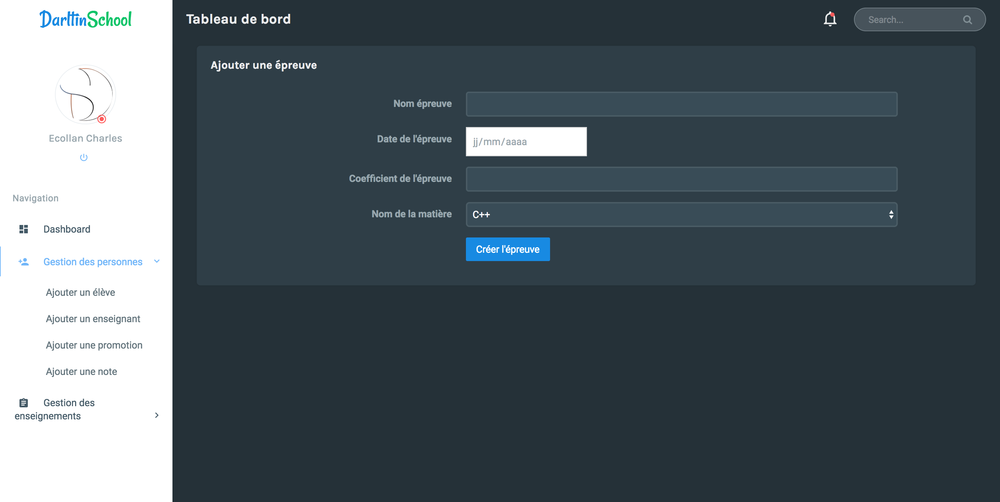 DarltinSchool
Ecollan Charles
Navigation
Dashboard
Gestion des personnes
Ajouter un élève
Ajouter un enseignant
Ajouter une promotion
Ajouter une note
Gestion des
enseignements
Tableau de bord
Search...
Ajouter une épreuve
Nom épreuve
Date de l'épreuve
jj/mm/aaaa
Coefficient de l'épreuve
Nom de la matière
C++
Créer l'épreuve